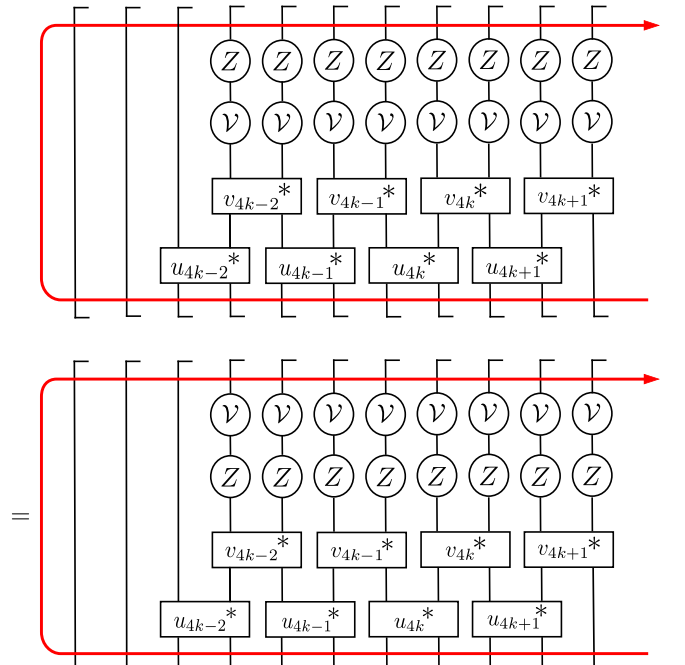 Z Z Z Z Z Z Z Z
𝒱 𝒱 𝒱 𝒱 𝒱 𝒱 𝒱 𝒱
v₄ₖ₋₂* v₄ₖ₋₁* v₄ₖ* v₄ₖ₊₁*
u₄ₖ₋₂* u₄ₖ₋₁* u₄ₖ* u₄ₖ₊₁*
𝒱 𝒱 𝒱 𝒱 𝒱 𝒱 𝒱 𝒱
Z Z Z Z Z Z Z Z
=
v₄ₖ₋₂* v₄ₖ₋₁* v₄ₖ* v₄ₖ₊₁*
u₄ₖ₋₂* u₄ₖ₋₁* u₄ₖ* u₄ₖ₊₁*